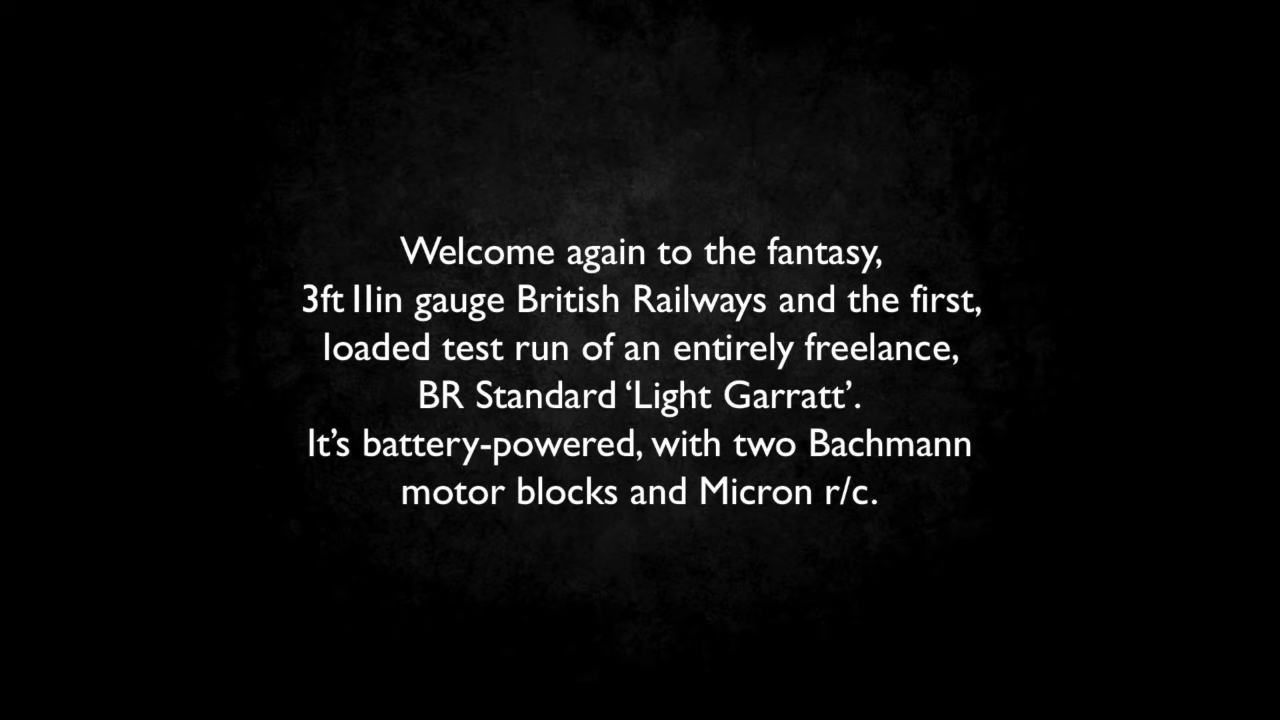 Welcome again to the fantasy,
3ft 11in gauge British Railways and the first,
loaded test run of an entirely freelance,
BR Standard ‘Light Garratt’.
It’s battery-powered, with two Bachmann
motor blocks and Micron r/c.